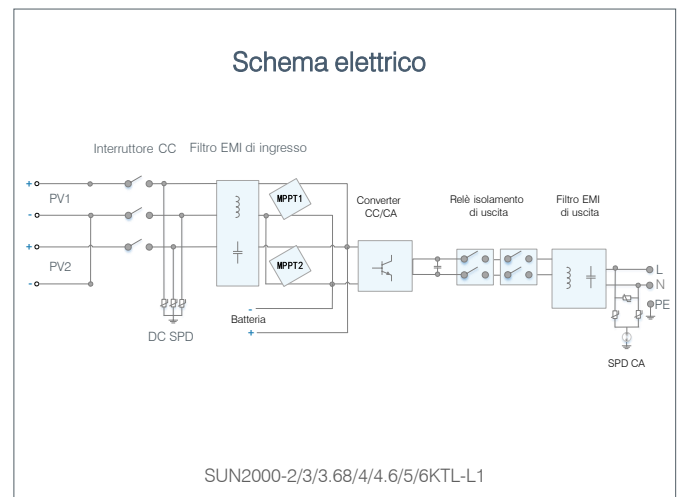 Schema elettrico
Interruttore CC
Filtro EMI di ingresso
Converter
CC/CA
Relè isolamento
di uscita
Filtro EMI
di uscita
+
PV1
-
+
PV2
-
MPPT1
MPPT2
-
Batteria
+
DC SPD
L
N
PE
SPD CA
SUN2000-2/3/3.68/4/4.6/5/6KTL-L1